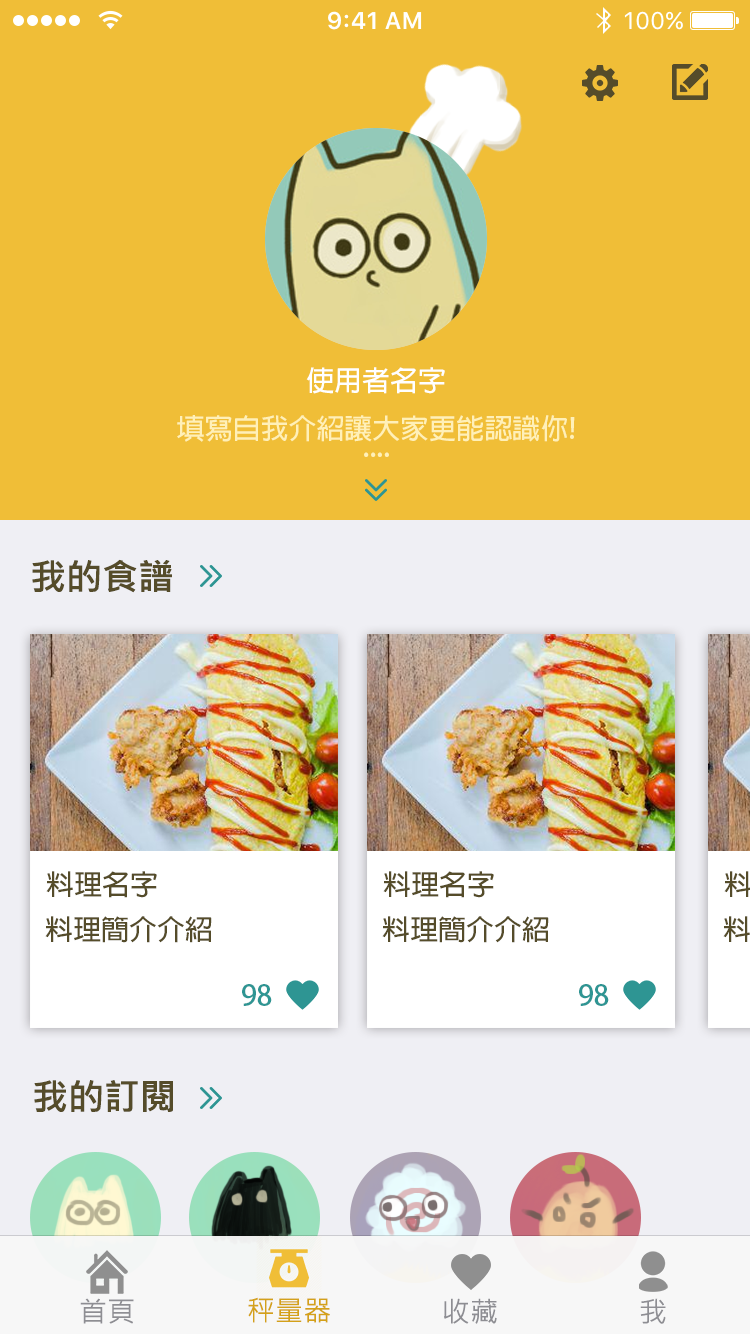 9:41 AM
100%
使用者名字
填寫自我介紹讓大家更能認識你!
我的食譜
料理名字
料理簡介介紹
98
料理名字
料理簡介介紹
98
料
料
我的訂閱
首頁
秤量器
收藏
我